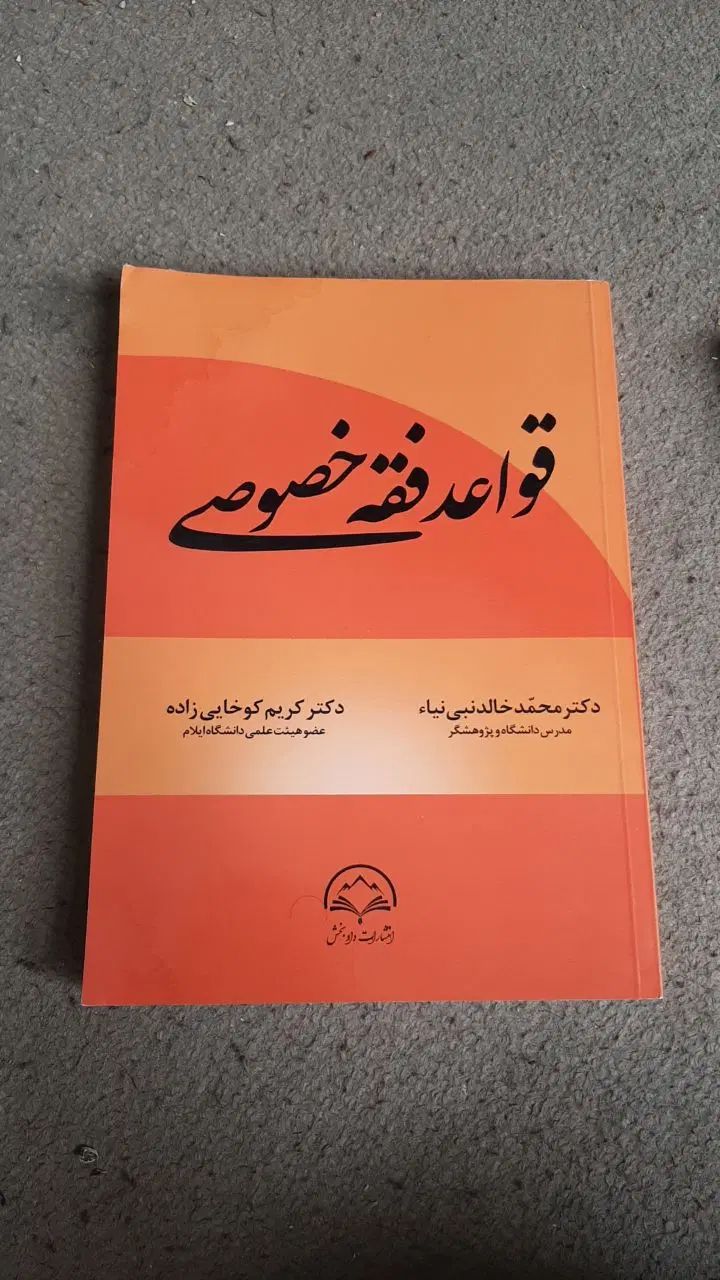 قواعد فقه خصوصی
دکتر محمّد خالد نبی نیاء
مدرس دانشگاه و پژوهشگر
دکتر کریم کوخایی زاده
عضو هیئت علمی دانشگاه ایلام
انتشارات داد بخش